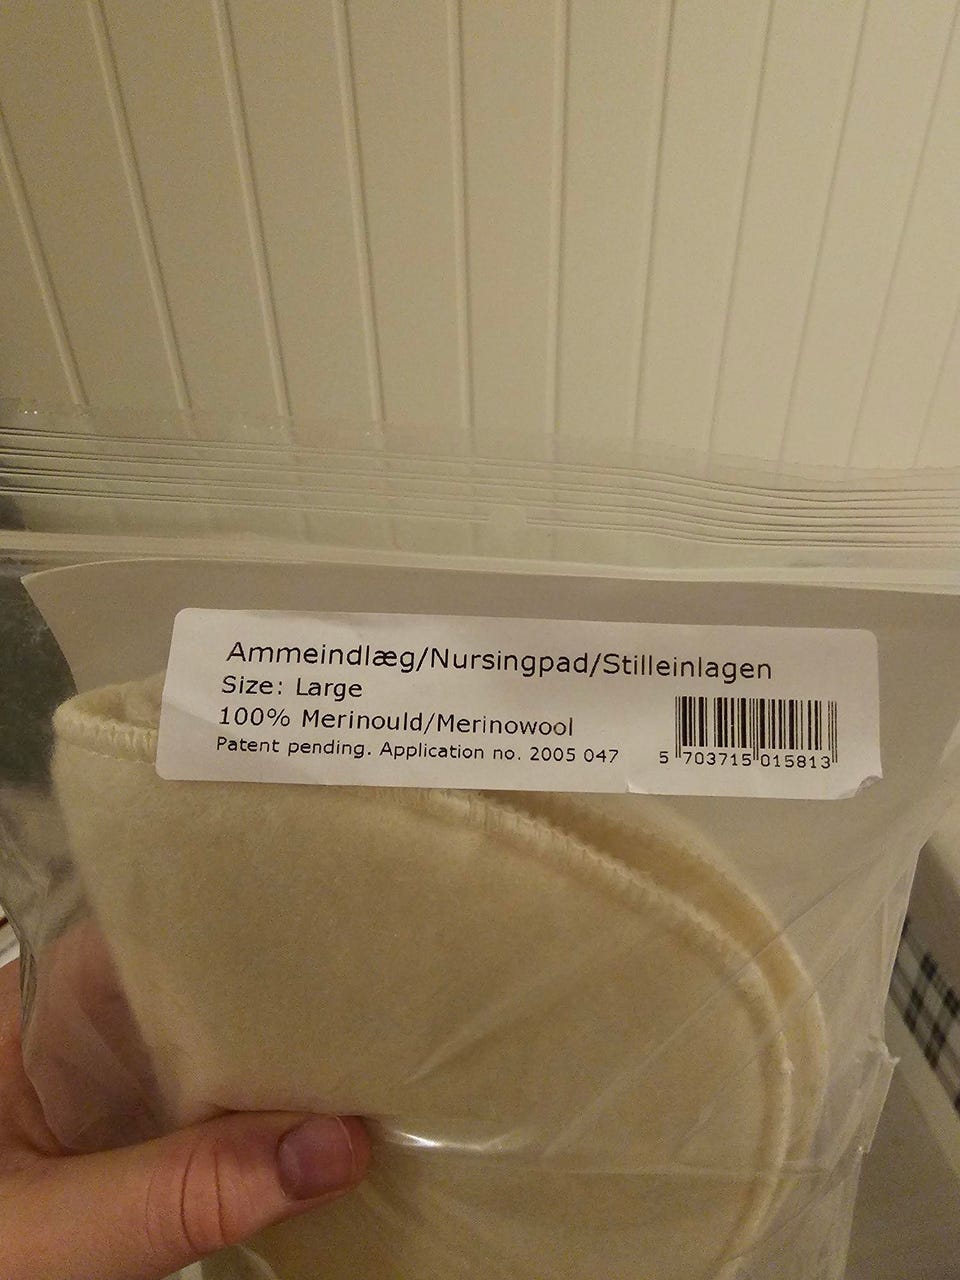 Ammeindlæg/Nursingpad/Stilleinlagen
Size: Large
100% Merinould/Merinowool
Patent pending. Application no. 2005 047
5 703715 015813